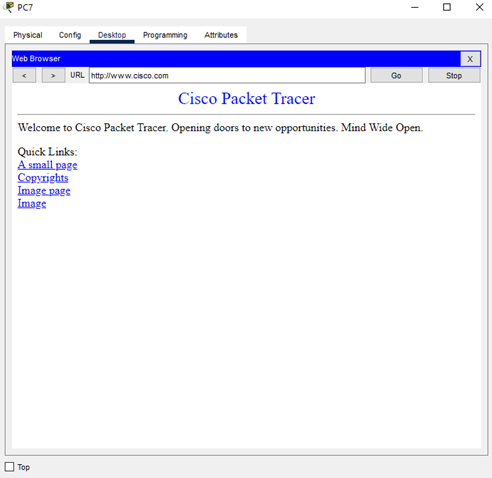 PC7
Physical Config Desktop Programming Attributes
Web Browser X
< > URL http://www.cisco.com Go Stop
Cisco Packet Tracer
Welcome to Cisco Packet Tracer. Opening doors to new opportunities. Mind Wide Open.
Quick Links:
A small page
Copyrights
Image page
Image
Top